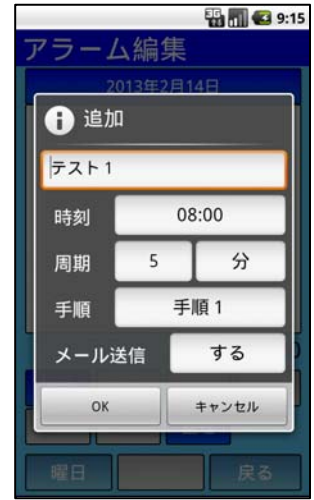 3G 9:15
アラーム編集
2013年2月14日
追加
テスト1
時刻 08:00
周期 5 分
手順 手順1
メール送信 する
OK キャンセル
曜日 戻る